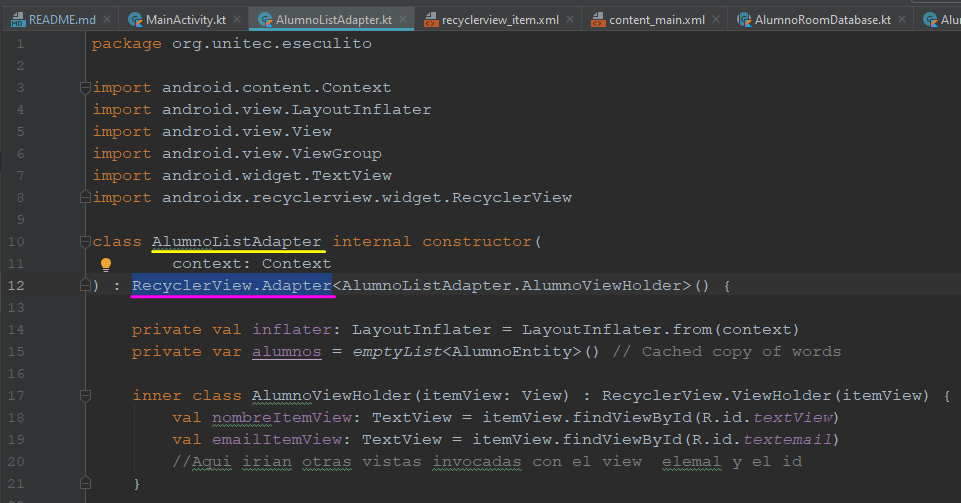 README.md MainActivity.kt AlumnoListAdapter.kt recyclerview_item.xml content_main.xml AlumnoRoomDatabase.kt
1 package org.unitec.eseculito
2
3 import android.content.Context
4 import android.view.LayoutInflater
5 import android.view.View
6 import android.view.ViewGroup
7 import android.widget.TextView
8 import androidx.recyclerview.widget.RecyclerView
9
10 class AlumnoListAdapter internal constructor(
11 context: Context
12 ) : RecyclerView.Adapter<AlumnoListAdapter.AlumnoViewHolder>() {
13
14 private val inflater: LayoutInflater = LayoutInflater.from(context)
15 private var alumnos = emptyList<AlumnoEntity>() // Cached copy of words
16
17 inner class AlumnoViewHolder(itemView: View) : RecyclerView.ViewHolder(itemView) {
18 val nombreItemView: TextView = itemView.findViewById(R.id.textView)
19 val emailItemView: TextView = itemView.findViewById(R.id.textemail)
20 //Aqui irian otras vistas invocadas con el view elemal y el id
21 }